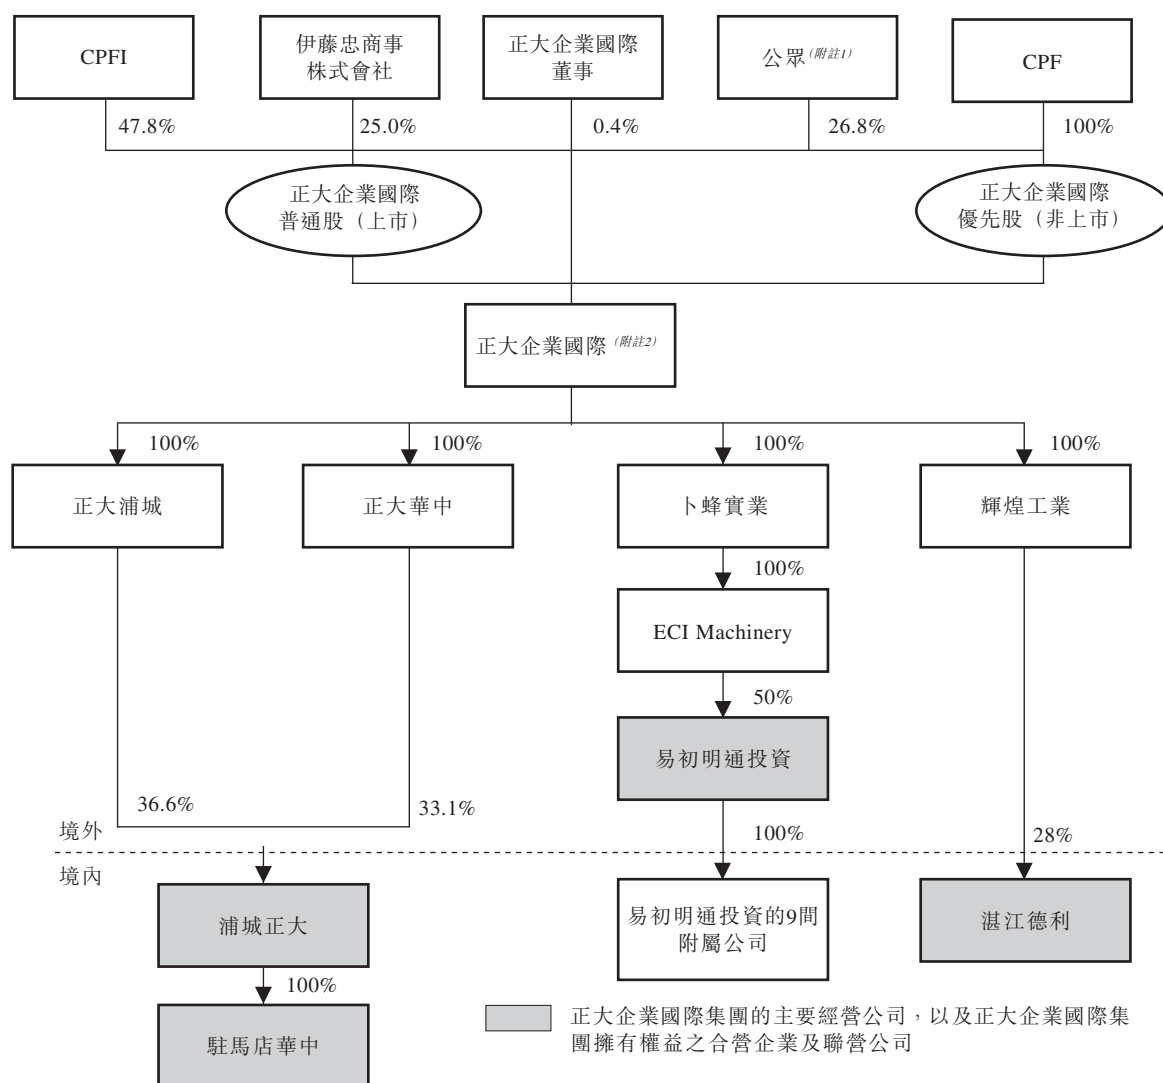 CPFI
伊藤忠商事
株式會社
正大企業國際
董事
公眾(附註1)
CPF
47.8%
25.0%
0.4%
26.8%
100%
正大企業國際
普通股（上市）
正大企業國際
優先股（非上市）
正大企業國際(附註2)
100%
100%
100%
100%
正大浦城
正大華中
卜蜂實業
輝煌工業
100%
ECI Machinery
50%
易初明通投資
36.6%
33.1%
境外
100%
28%
境內
浦城正大
易初明通投資的9間
附屬公司
湛江德利
100%
駐馬店華中
正大企業國際集團的主要經營公司，以及正大企業國際集
團擁有權益之合營企業及聯營公司